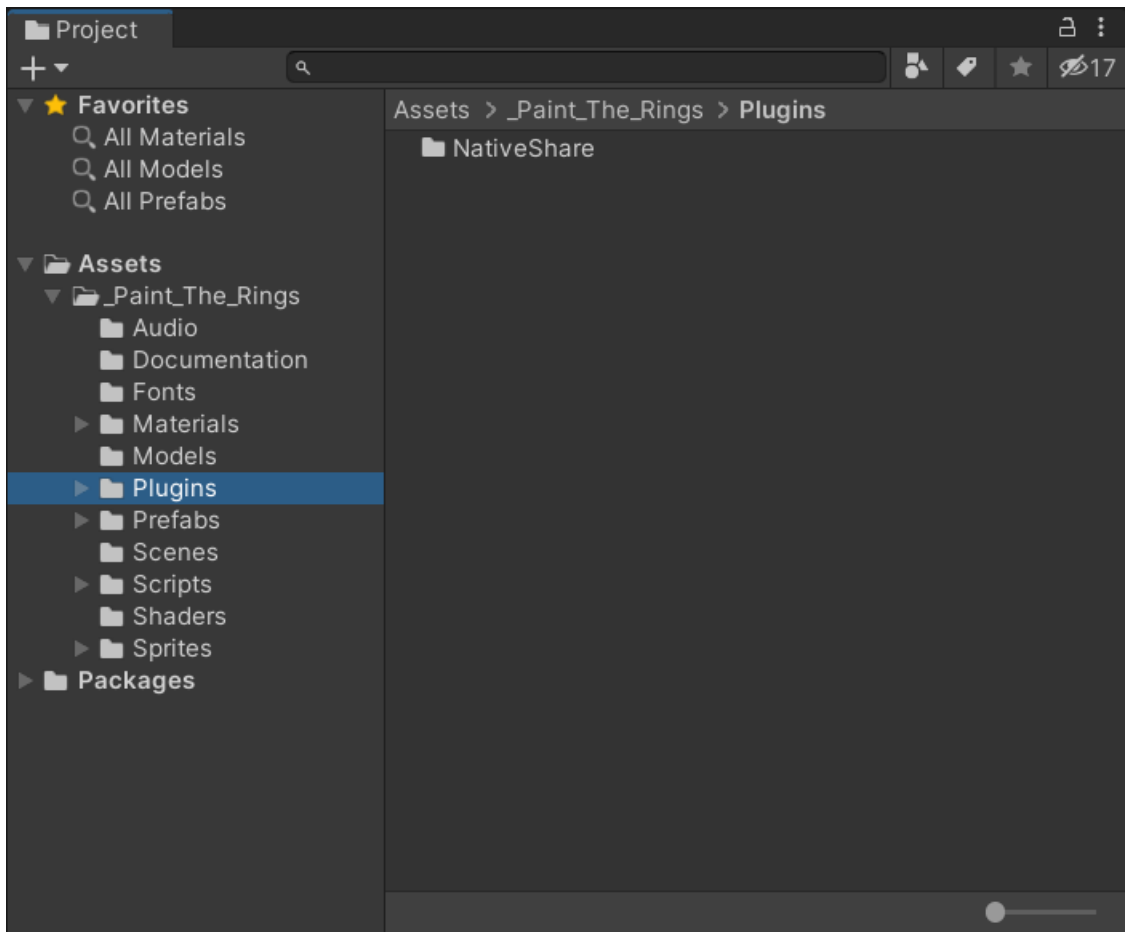 Project
17
Favorites
All Materials
All Models
All Prefabs
Assets
_Paint_The_Rings
Audio
Documentation
Fonts
Materials
Models
Plugins
Prefabs
Scenes
Scripts
Shaders
Sprites
Packages
Assets > _Paint_The_Rings > Plugins
NativeShare